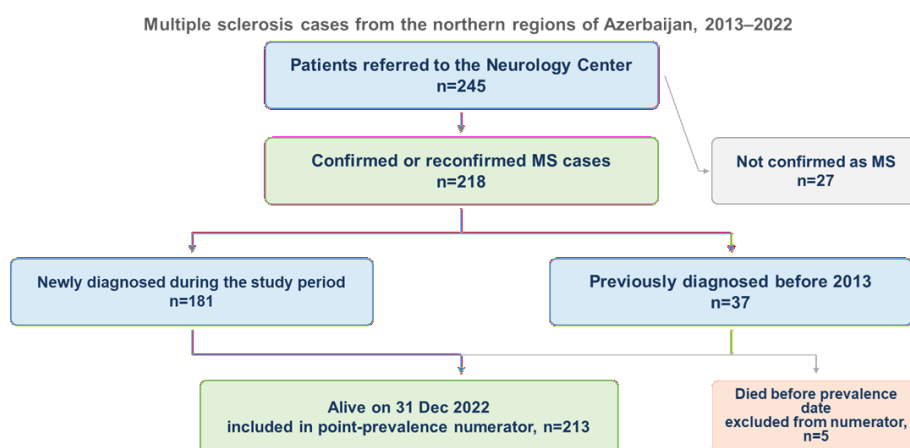 Multiple sclerosis cases from the northern regions of Azerbaijan, 2013–2022
Patients referred to the Neurology Center
n=245
Confirmed or reconfirmed MS cases
n=218
Not confirmed as MS
n=27
Newly diagnosed during the study period
n=181
Previously diagnosed before 2013
n=37
Alive on 31 Dec 2022
included in point-prevalence numerator, n=213
Died before prevalence
date
excluded from numerator,
n=5